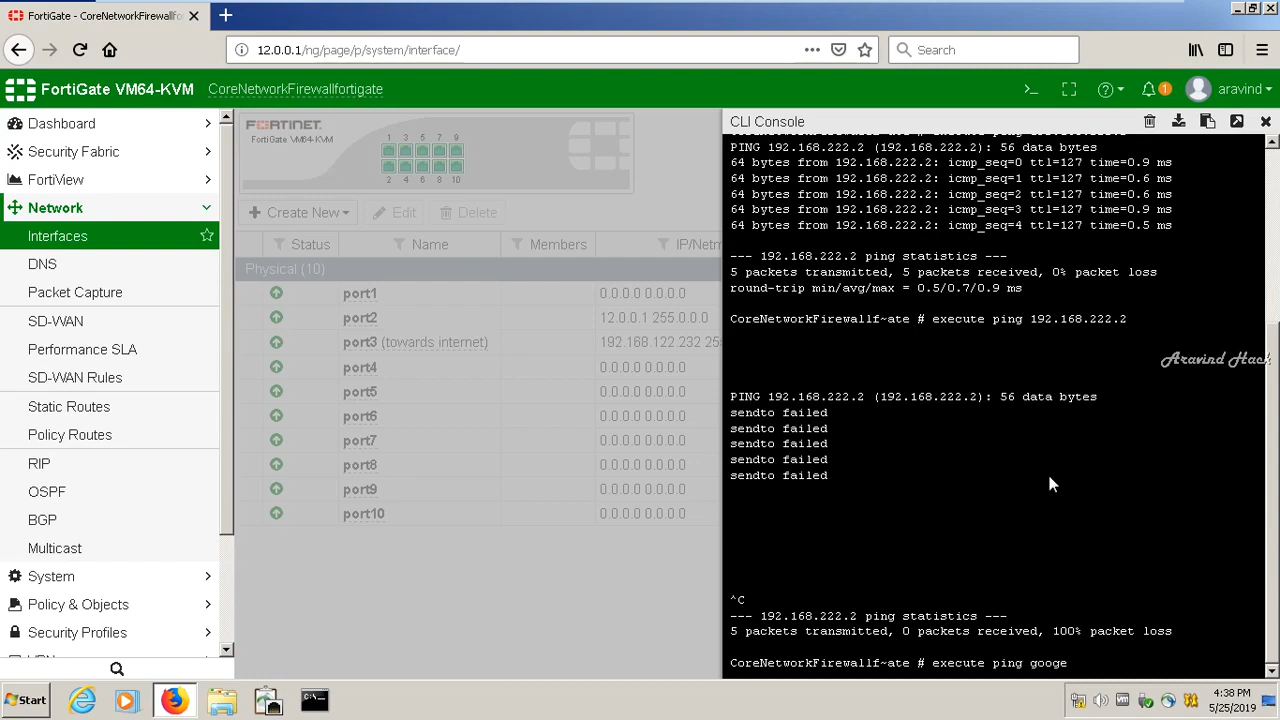 FortiGate - CoreNetworkFirewallfor
12.0.0.1/ng/page/p/system/interface/
Search
FortiGate VM64-KVM
CoreNetworkFirewallfortigate
1
aravind
Dashboard
Security Fabric
FortiView
Network
Interfaces
DNS
Packet Capture
SD-WAN
Performance SLA
SD-WAN Rules
Static Routes
Policy Routes
RIP
OSPF
BGP
Multicast
System
Policy & Objects
Security Profiles
FORTINET
FortiGate VM64-KVM
1 3 5 7 9
2 4 6 8 10
Create New
Edit
Delete
Status Name Members IP/Netm
Physical (10)
port1 0.0.0.0 0.0.0.0
port2 12.0.0.1 255.0.0.0
port3 (towards internet) 192.168.122.232 255
port4 0.0.0.0 0.0.0.0
port5 0.0.0.0 0.0.0.0
port6 0.0.0.0 0.0.0.0
port7 0.0.0.0 0.0.0.0
port8 0.0.0.0 0.0.0.0
port9 0.0.0.0 0.0.0.0
port10 0.0.0.0 0.0.0.0
CLI Console
PING 192.168.222.2 (192.168.222.2): 56 data bytes
64 bytes from 192.168.222.2: icmp_seq=0 ttl=127 time=0.9 ms
64 bytes from 192.168.222.2: icmp_seq=1 ttl=127 time=0.6 ms
64 bytes from 192.168.222.2: icmp_seq=2 ttl=127 time=0.6 ms
64 bytes from 192.168.222.2: icmp_seq=3 ttl=127 time=0.9 ms
64 bytes from 192.168.222.2: icmp_seq=4 ttl=127 time=0.5 ms
--- 192.168.222.2 ping statistics ---
5 packets transmitted, 5 packets received, 0% packet loss
round-trip min/avg/max = 0.5/0.7/0.9 ms
CoreNetworkFirewallf~ate # execute ping 192.168.222.2
Aravind Hack
PING 192.168.222.2 (192.168.222.2): 56 data bytes
sendto failed
sendto failed
sendto failed
sendto failed
sendto failed
^C
--- 192.168.222.2 ping statistics ---
5 packets transmitted, 0 packets received, 100% packet loss
CoreNetworkFirewallf~ate # execute ping googe
Start
4:38 PM
5/25/2019